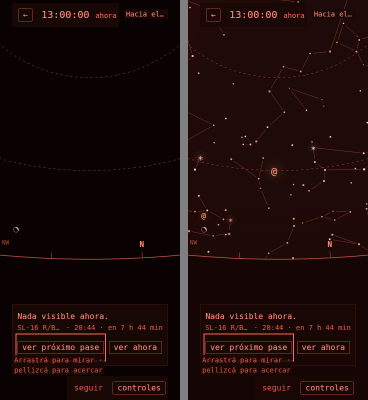 ← 13:00:00 ahora Hacia el…
NW
N
Nada visible ahora.
SL-16 R/B… · 20:44 · en 7 h 44 min
ver próximo pase ver ahora
Arrastrá para mirar ·
pellizcá para acercar
seguir controles
← 13:00:00 ahora Hacia el…
@
@
NW
N
Nada visible ahora.
SL-16 R/B… · 20:44 · en 7 h 44 min
ver próximo pase ver ahora
Arrastrá para mirar ·
pellizcá para acercar
seguir controles